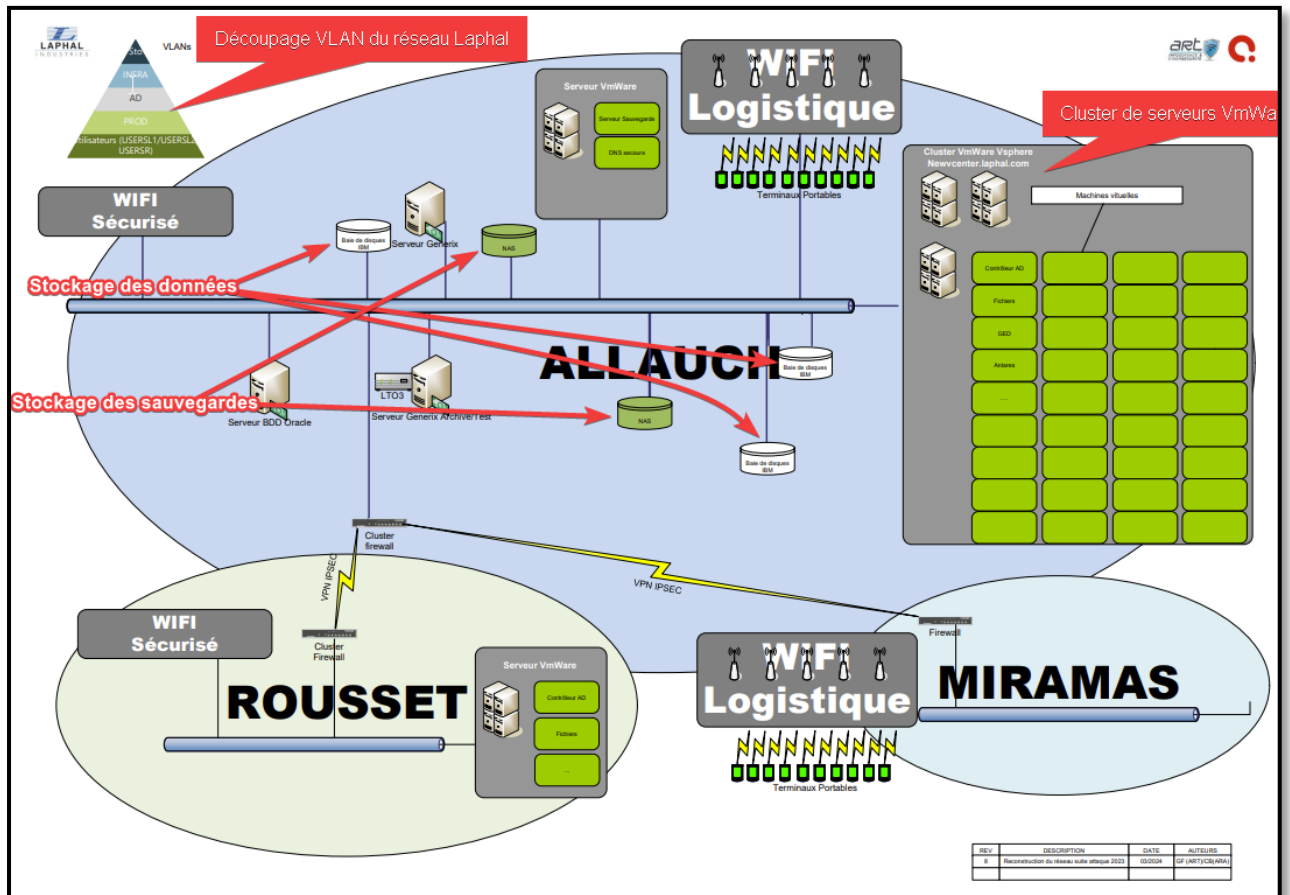 LAPHAL
INDUSTRIES
Sto
VLANs
INFRA
AD
PROD
tilisateurs (USERSL1/USERSL2
USERSR)
Découpage VLAN du réseau Laphal
WIFI
Sécurisé
Serveur VmWare
Serveur Sauvegarde
DNS secours
WiFi
Logistique
Terminaux Portables
art
Cluster de serveurs VmWa
Cluster VmWare Vsphere
Newvcenter.laphal.com
Machines vituelles
Contrôleur AD
Fichiers
GED
Antares
.....
Baie de disques
IBM
Serveur Generix
NAS
Stockage des données
ALLAUCH
Baie de disques
IBM
Stockage des sauvegardes
Serveur BDD Oracle
LTO3
Serveur Generix Archive/Test
NAS
Baie de disques
IBM
Cluster
firewall
VPN IPSEC
VPN IPSEC
WIFI
Sécurisé
Cluster
Firewall
ROUSSET
Serveur VmWare
Contrôleur AD
Fichiers
....
WiFi
Logistique
Terminaux Portables
Firewall
MIRAMAS
REV DESCRIPTION DATE AUTEURS
8 Reconstruction du réseau suite attaque 2023 03/2024 GF (ART)/CB(ARA)